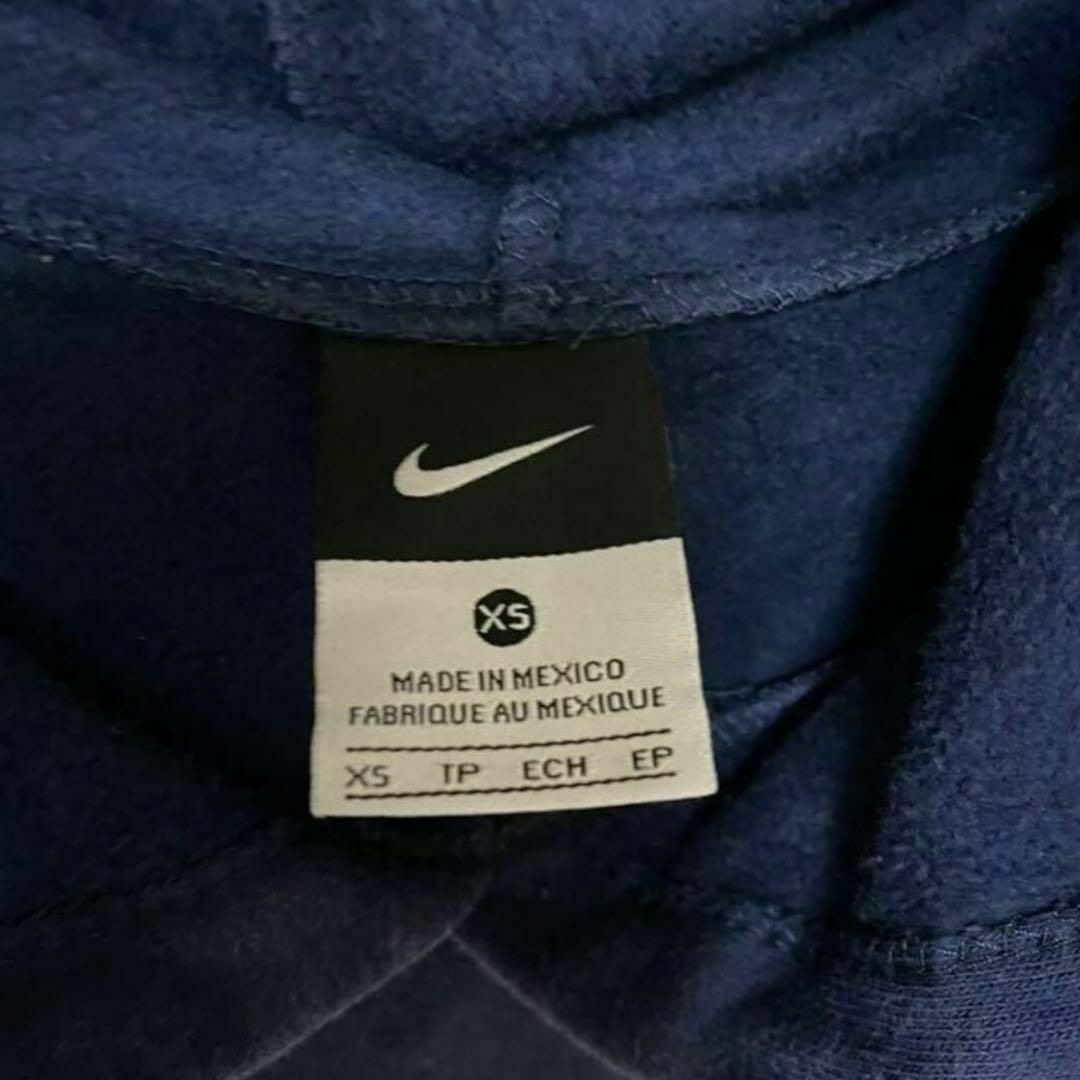 XS
MADE IN MEXICO
FABRIQUE AU MEXIQUE
XS TP ECH EP